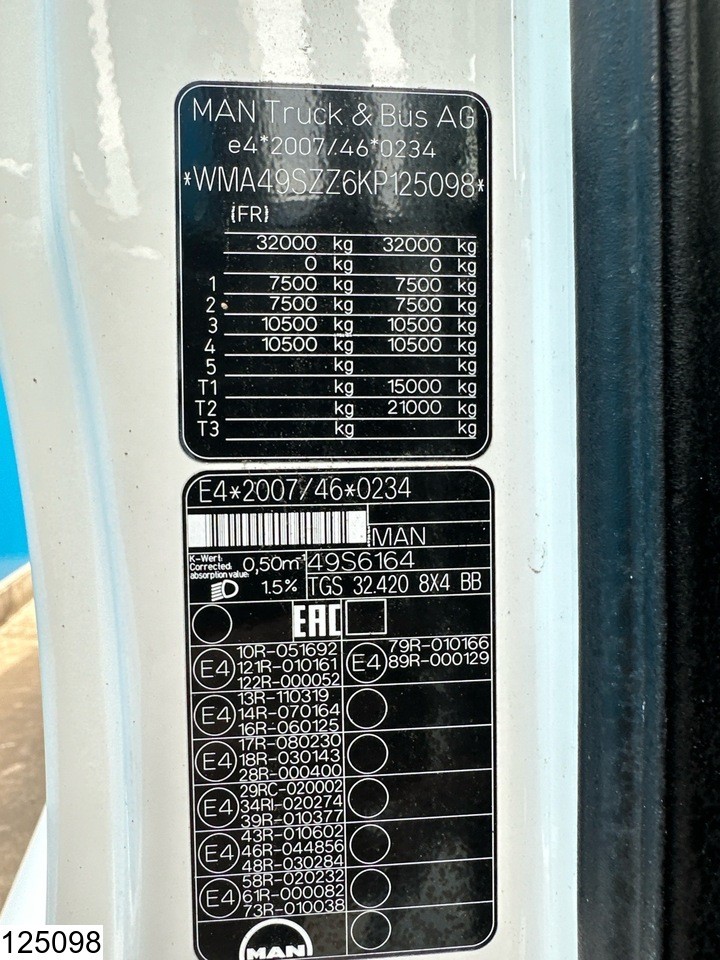 MAN Truck & Bus AG
e4*2007/46*0234
*WMA49SZZ6KP125098*
(FR)
32000 kg 32000 kg
0 kg 0 kg
1 7500 kg 7500 kg
2 7500 kg 7500 kg
3 10500 kg 10500 kg
4 10500 kg 10500 kg
5 kg kg
T1 kg 15000 kg
T2 kg 21000 kg
T3 kg kg
E4*2007/46*0234
MAN
K-Wert:
Corrected
absorption value:
0,50m⁻¹
49S6164
1.5% TGS 32.420 8X4 BB
EAC
E4
10R-051692
121R-010161
122R-000052
E4
79R-010166
89R-000129
E4
13R-110319
14R-070164
16R-060125
E4
17R-080230
18R-030143
28R-000400
E4
29RC-020002
34RI-020274
39R-010377
E4
43R-010602
46R-044856
48R-030284
E4
58R-020232
61R-000082
73R-010038
MAN
125098